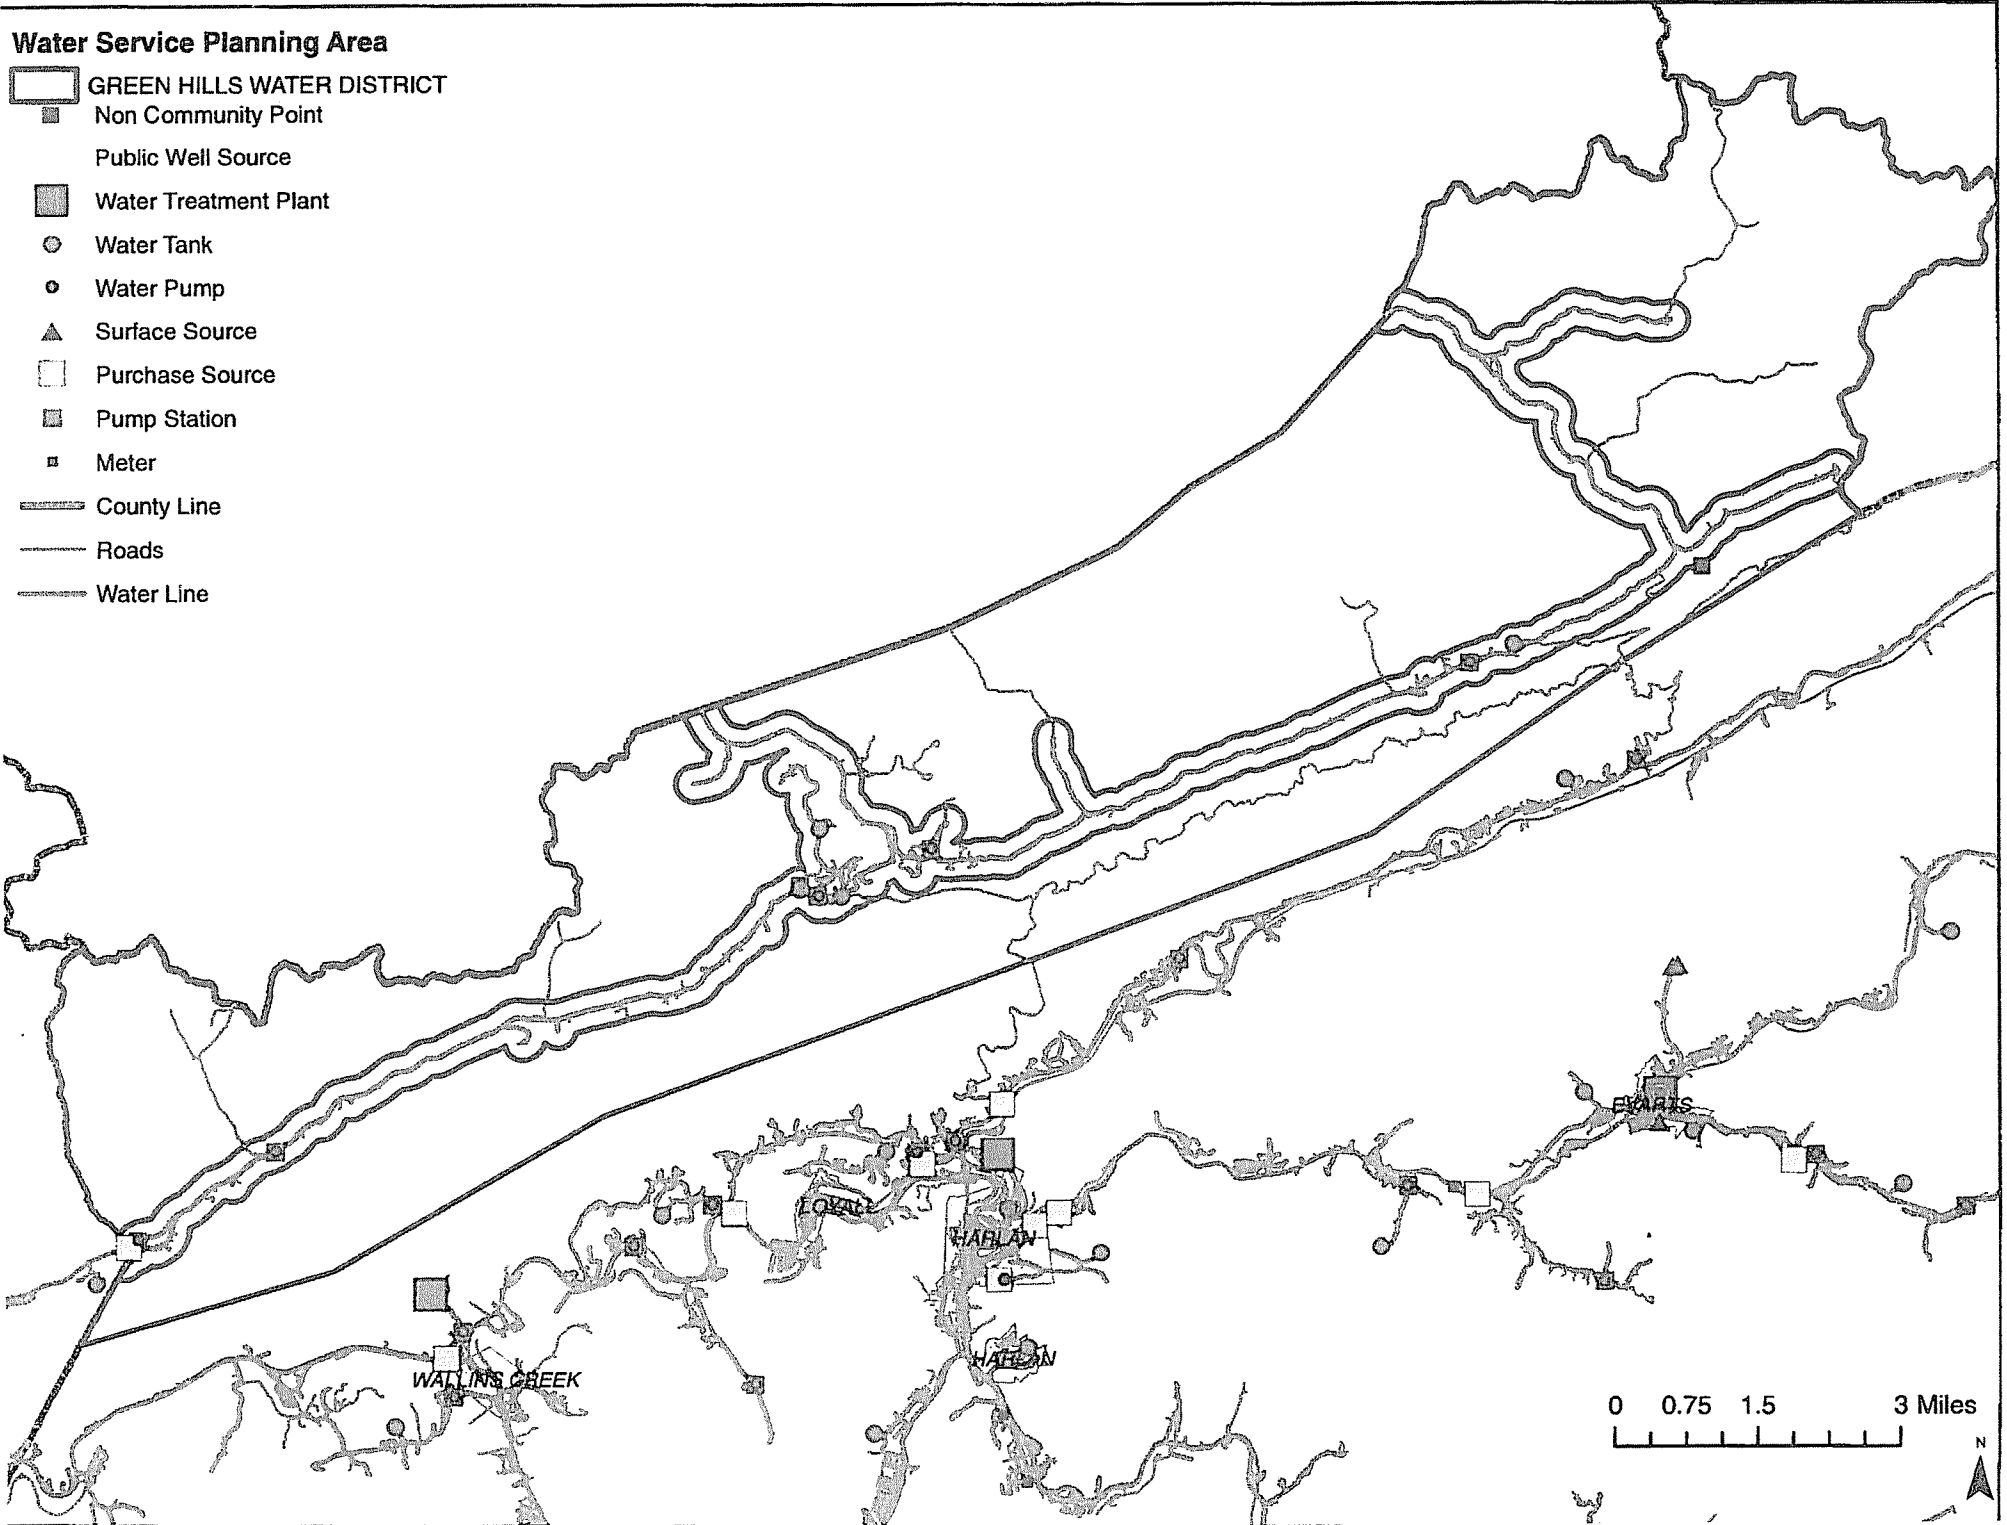 Water Service Planning Area
GREEN HILLS WATER DISTRICT
Non Community Point
Public Well Source
Water Treatment Plant
Water Tank
Water Pump
Surface Source
Purchase Source
Pump Station
Meter
County Line
Roads
Water Line
EVARTS
LOYALL
HARLAN
HARLAN
WALLINS CREEK
0 0.75 1.5 3 Miles
N